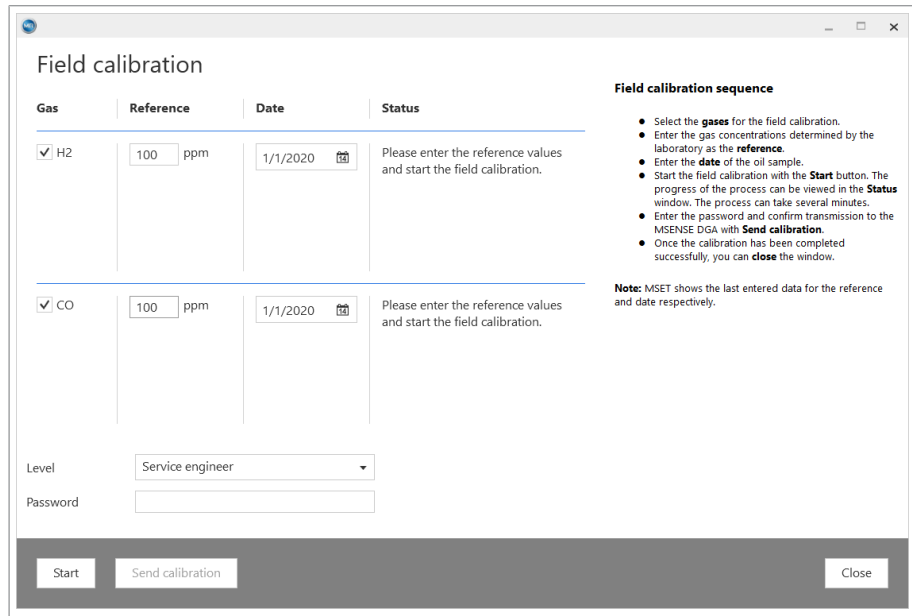 MSET
Field calibration
Gas Reference Date Status
H2 100 ppm 1/1/2020 14 Please enter the reference values
and start the field calibration.
CO 100 ppm 1/1/2020 14 Please enter the reference values
and start the field calibration.
Level Service engineer
Password
Start Send calibration Close
Field calibration sequence
● Select the gases for the field calibration.
● Enter the gas concentrations determined by the
laboratory as the reference.
● Enter the date of the oil sample.
● Start the field calibration with the Start button. The
progress of the process can be viewed in the Status
window. The process can take several minutes.
● Enter the password and confirm transmission to the
MSENSE DGA with Send calibration.
● Once the calibration has been completed
successfully, you can close the window.
Note: MSET shows the last entered data for the reference
and date respectively.